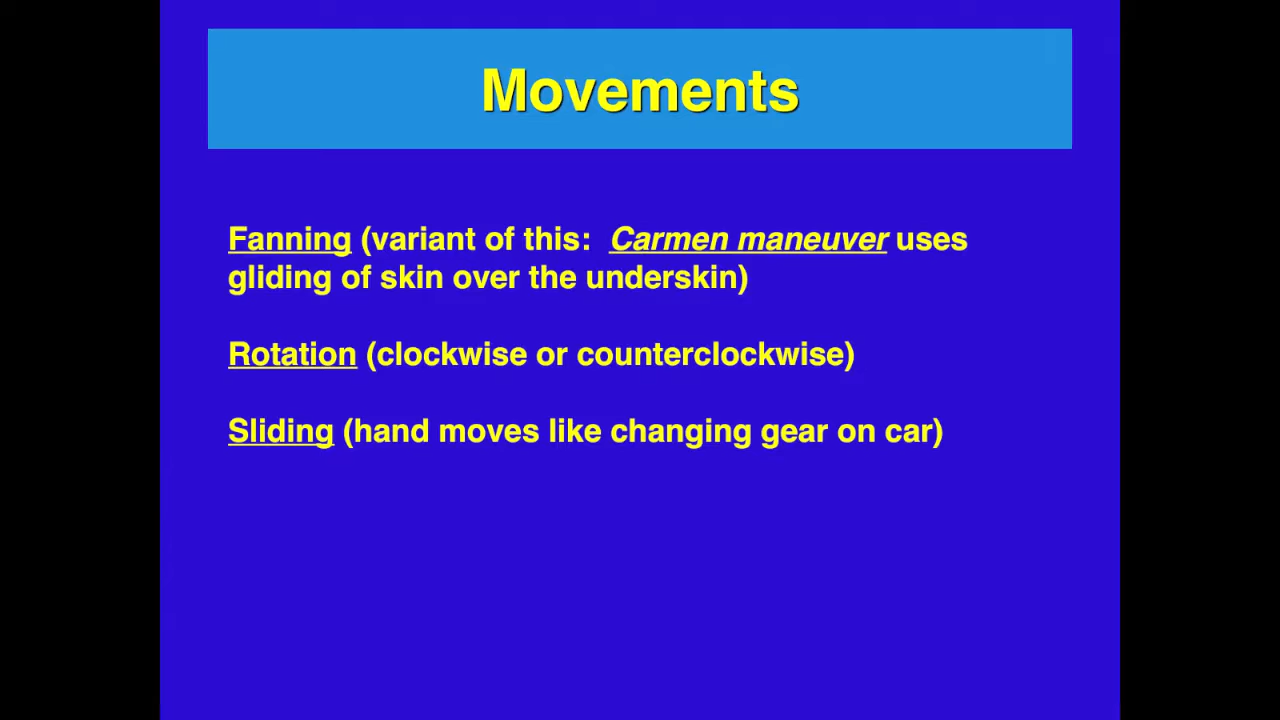 Movements
Fanning (variant of this:  Carmen maneuver uses
gliding of skin over the underskin)
Rotation (clockwise or counterclockwise)
Sliding (hand moves like changing gear on car)